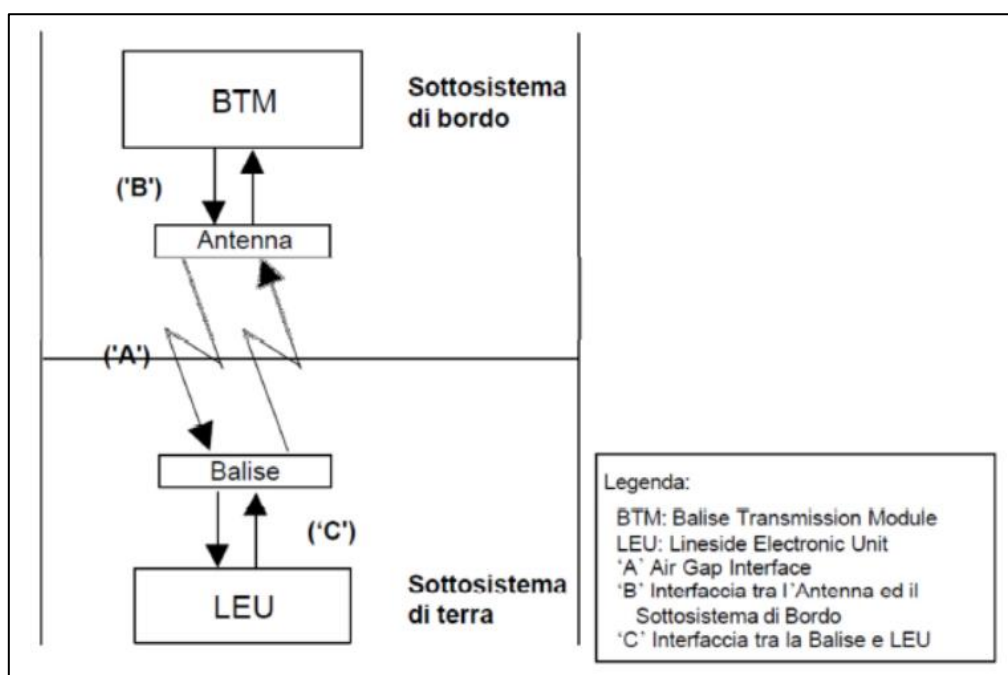 BTM
Sottosistema
di bordo
('B')
Antenna
('A')
Balise
('C')
LEU
Sottosistema
di terra
Legenda:
BTM: Balise Transmission Module
LEU: Lineside Electronic Unit
'A' Air Gap Interface
'B' Interfaccia tra l'Antenna ed il
Sottosistema di Bordo
'C' Interfaccia tra la Balise e LEU